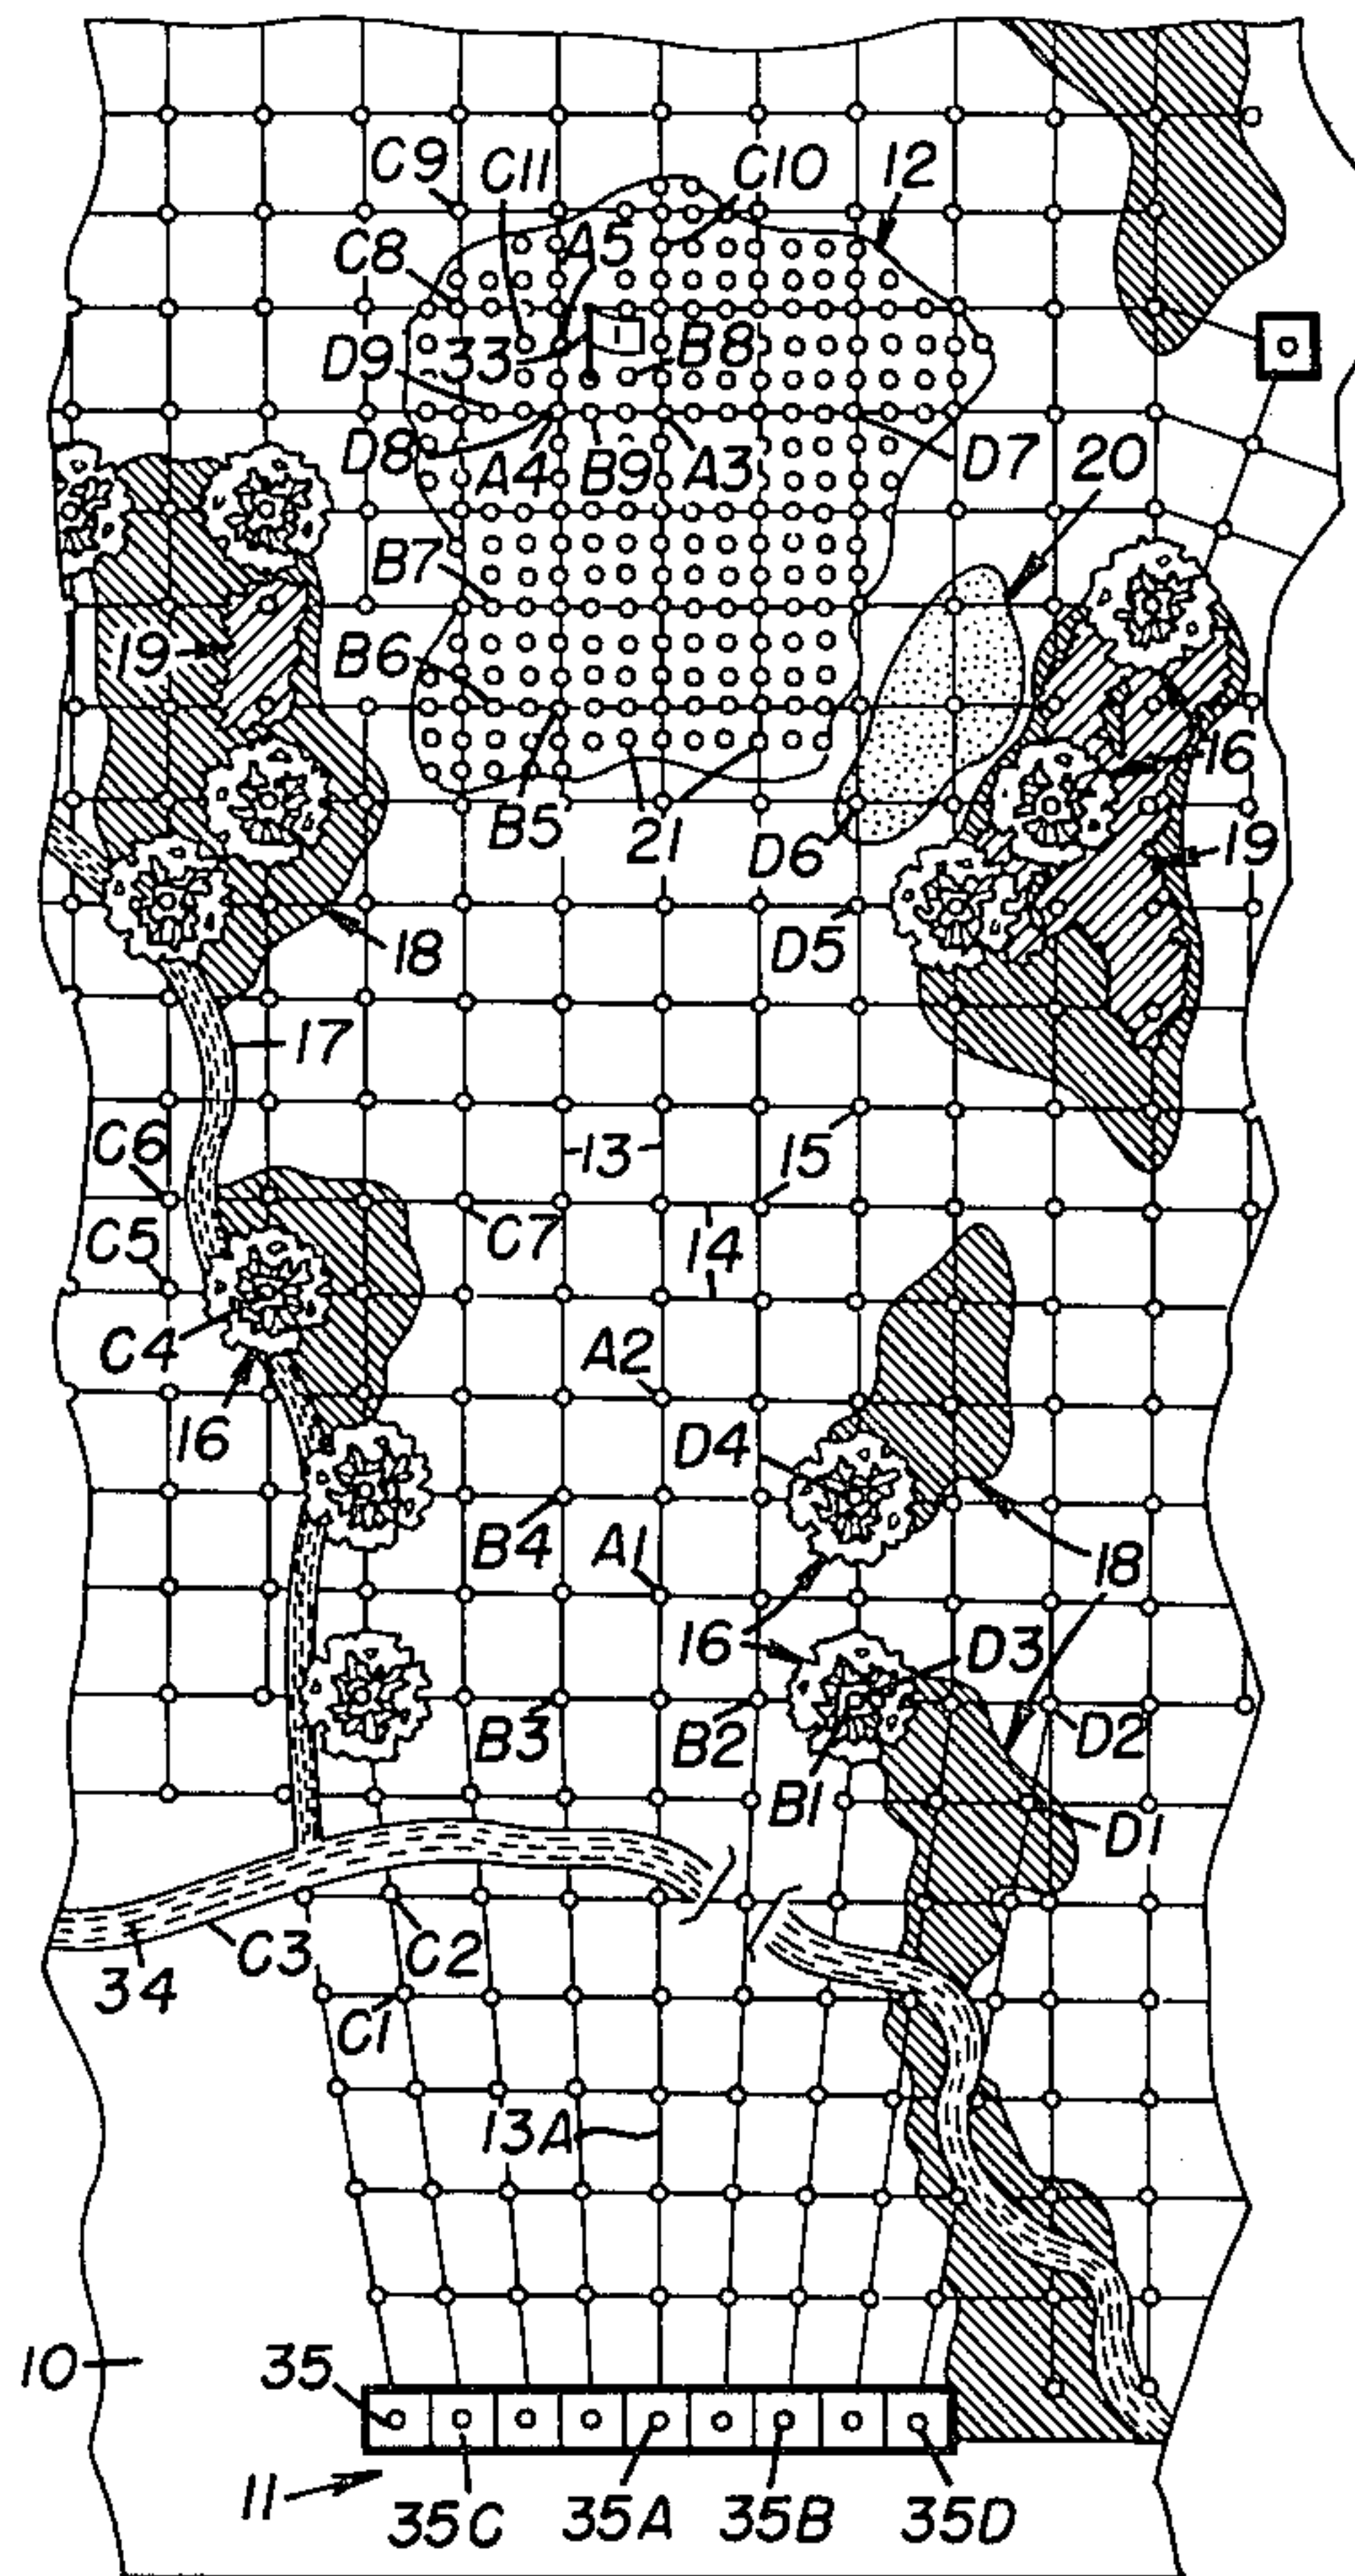 C9 C11 C10 12
C8 A5
D9 33 1 B8
D8 A4 B9 A3 D7 20
B7
19 B6
16
B5 21 D6 19
18 D5
17
C6 13 15
C5 C7 14
C4 A2
16 D4
B4 A1 18
16 D3
B3 B2 D2
B1 D1
C3 C2
34 C1
13A
10 35
11 35C 35A 35B 35D